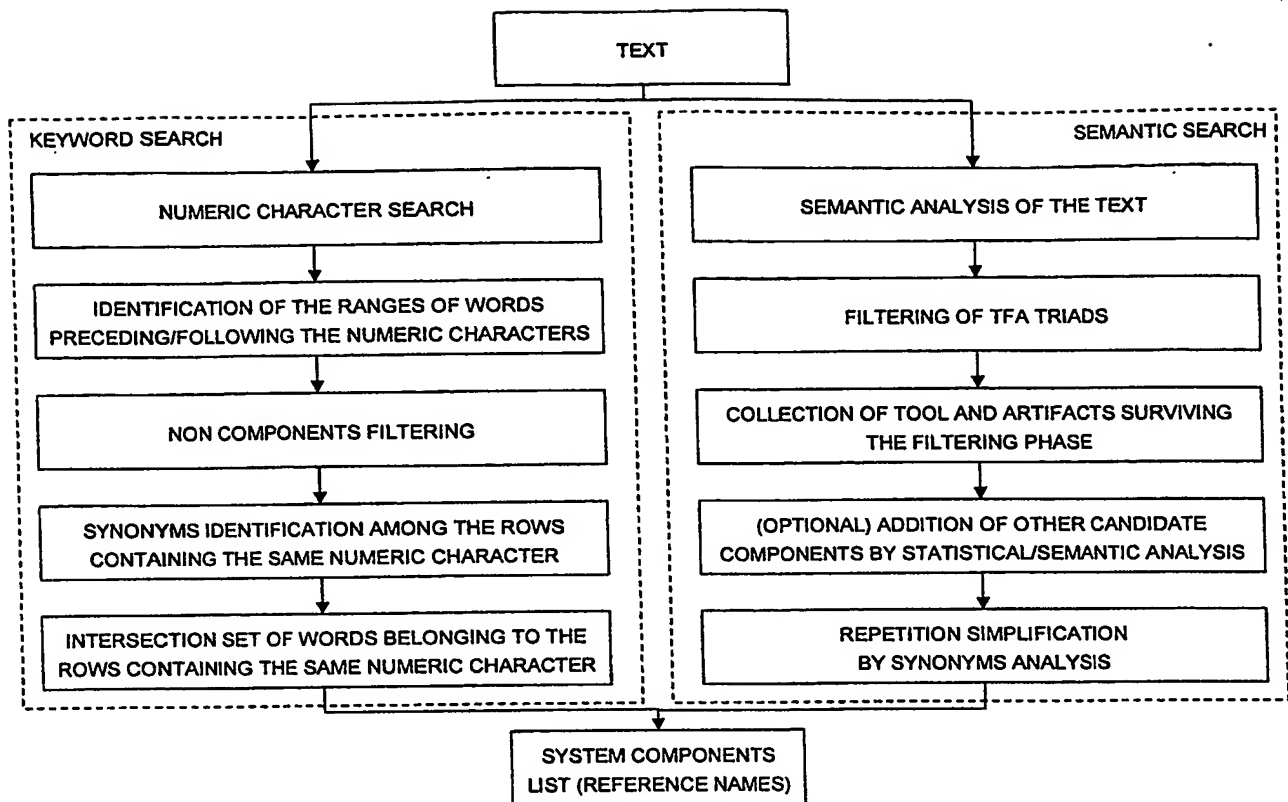 TEXT
KEYWORD SEARCH
NUMERIC CHARACTER SEARCH
IDENTIFICATION OF THE RANGES OF WORDS
PRECEDING/FOLLOWING THE NUMERIC CHARACTERS
NON COMPONENTS FILTERING
SYNONYMS IDENTIFICATION AMONG THE ROWS
CONTAINING THE SAME NUMERIC CHARACTER
INTERSECTION SET OF WORDS BELONGING TO THE
ROWS CONTAINING THE SAME NUMERIC CHARACTER
SEMANTIC SEARCH
SEMANTIC ANALYSIS OF THE TEXT
FILTERING OF TFA TRIADS
COLLECTION OF TOOL AND ARTIFACTS SURVIVING
THE FILTERING PHASE
(OPTIONAL) ADDITION OF OTHER CANDIDATE
COMPONENTS BY STATISTICAL/SEMANTIC ANALYSIS
REPETITION SIMPLIFICATION
BY SYNONYMS ANALYSIS
SYSTEM COMPONENTS
LIST (REFERENCE NAMES)